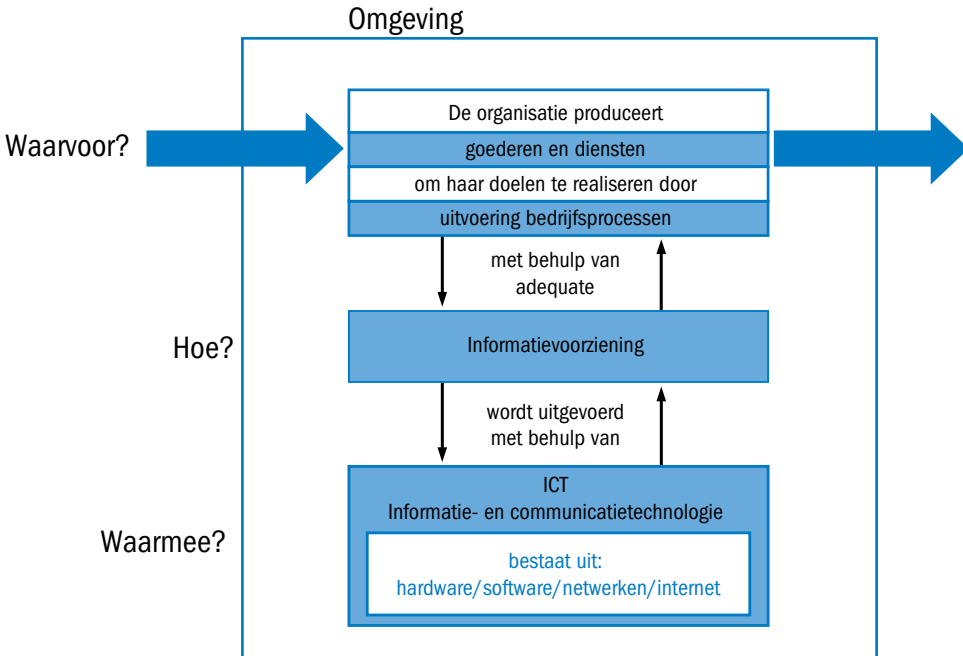 Omgeving
De organisatie produceert
Waarvoor?
goederen en diensten
om haar doelen te realiseren door
uitvoering bedrijfsprocessen
met behulp van
adequate
Hoe?
Informatievoorziening
wordt uitgevoerd
met behulp van
ICT
Informatie- en communicatietechnologie
Waarmee?
bestaat uit:
hardware/software/netwerken/internet